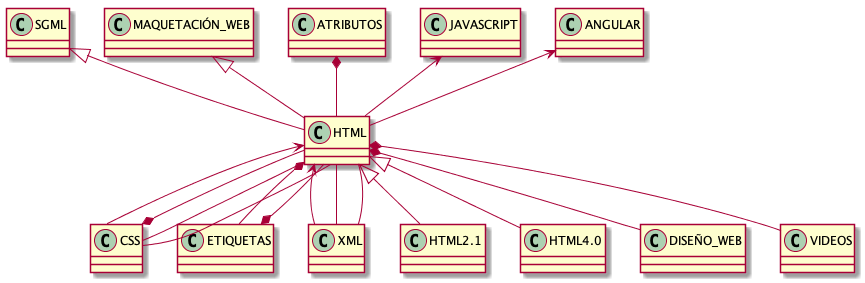 C SGML
C MAQUETACIÓN_WEB
C ATRIBUTOS
C JAVASCRIPT
C ANGULAR
C HTML
C CSS
C ETIQUETAS
C XML
C HTML2.1
C HTML4.0
C DISEÑO_WEB
C VIDEOS